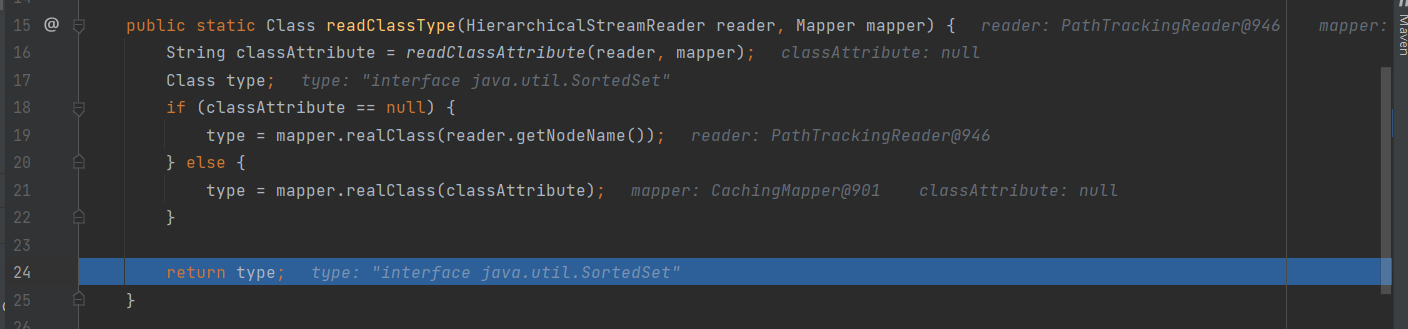 14
15 @ public static Class readClassType(HierarchicalStreamReader reader, Mapper mapper) { reader: PathTrackingReader@946 mapper:
16 String classAttribute = readClassAttribute(reader, mapper); classAttribute: null
17 Class type; type: "interface java.util.SortedSet"
18 if (classAttribute == null) {
19 type = mapper.realClass(reader.getNodeName()); reader: PathTrackingReader@946
20 } else {
21 type = mapper.realClass(classAttribute); mapper: CachingMapper@901 classAttribute: null
22 }
23
24 return type; type: "interface java.util.SortedSet"
25 }
26
Maven